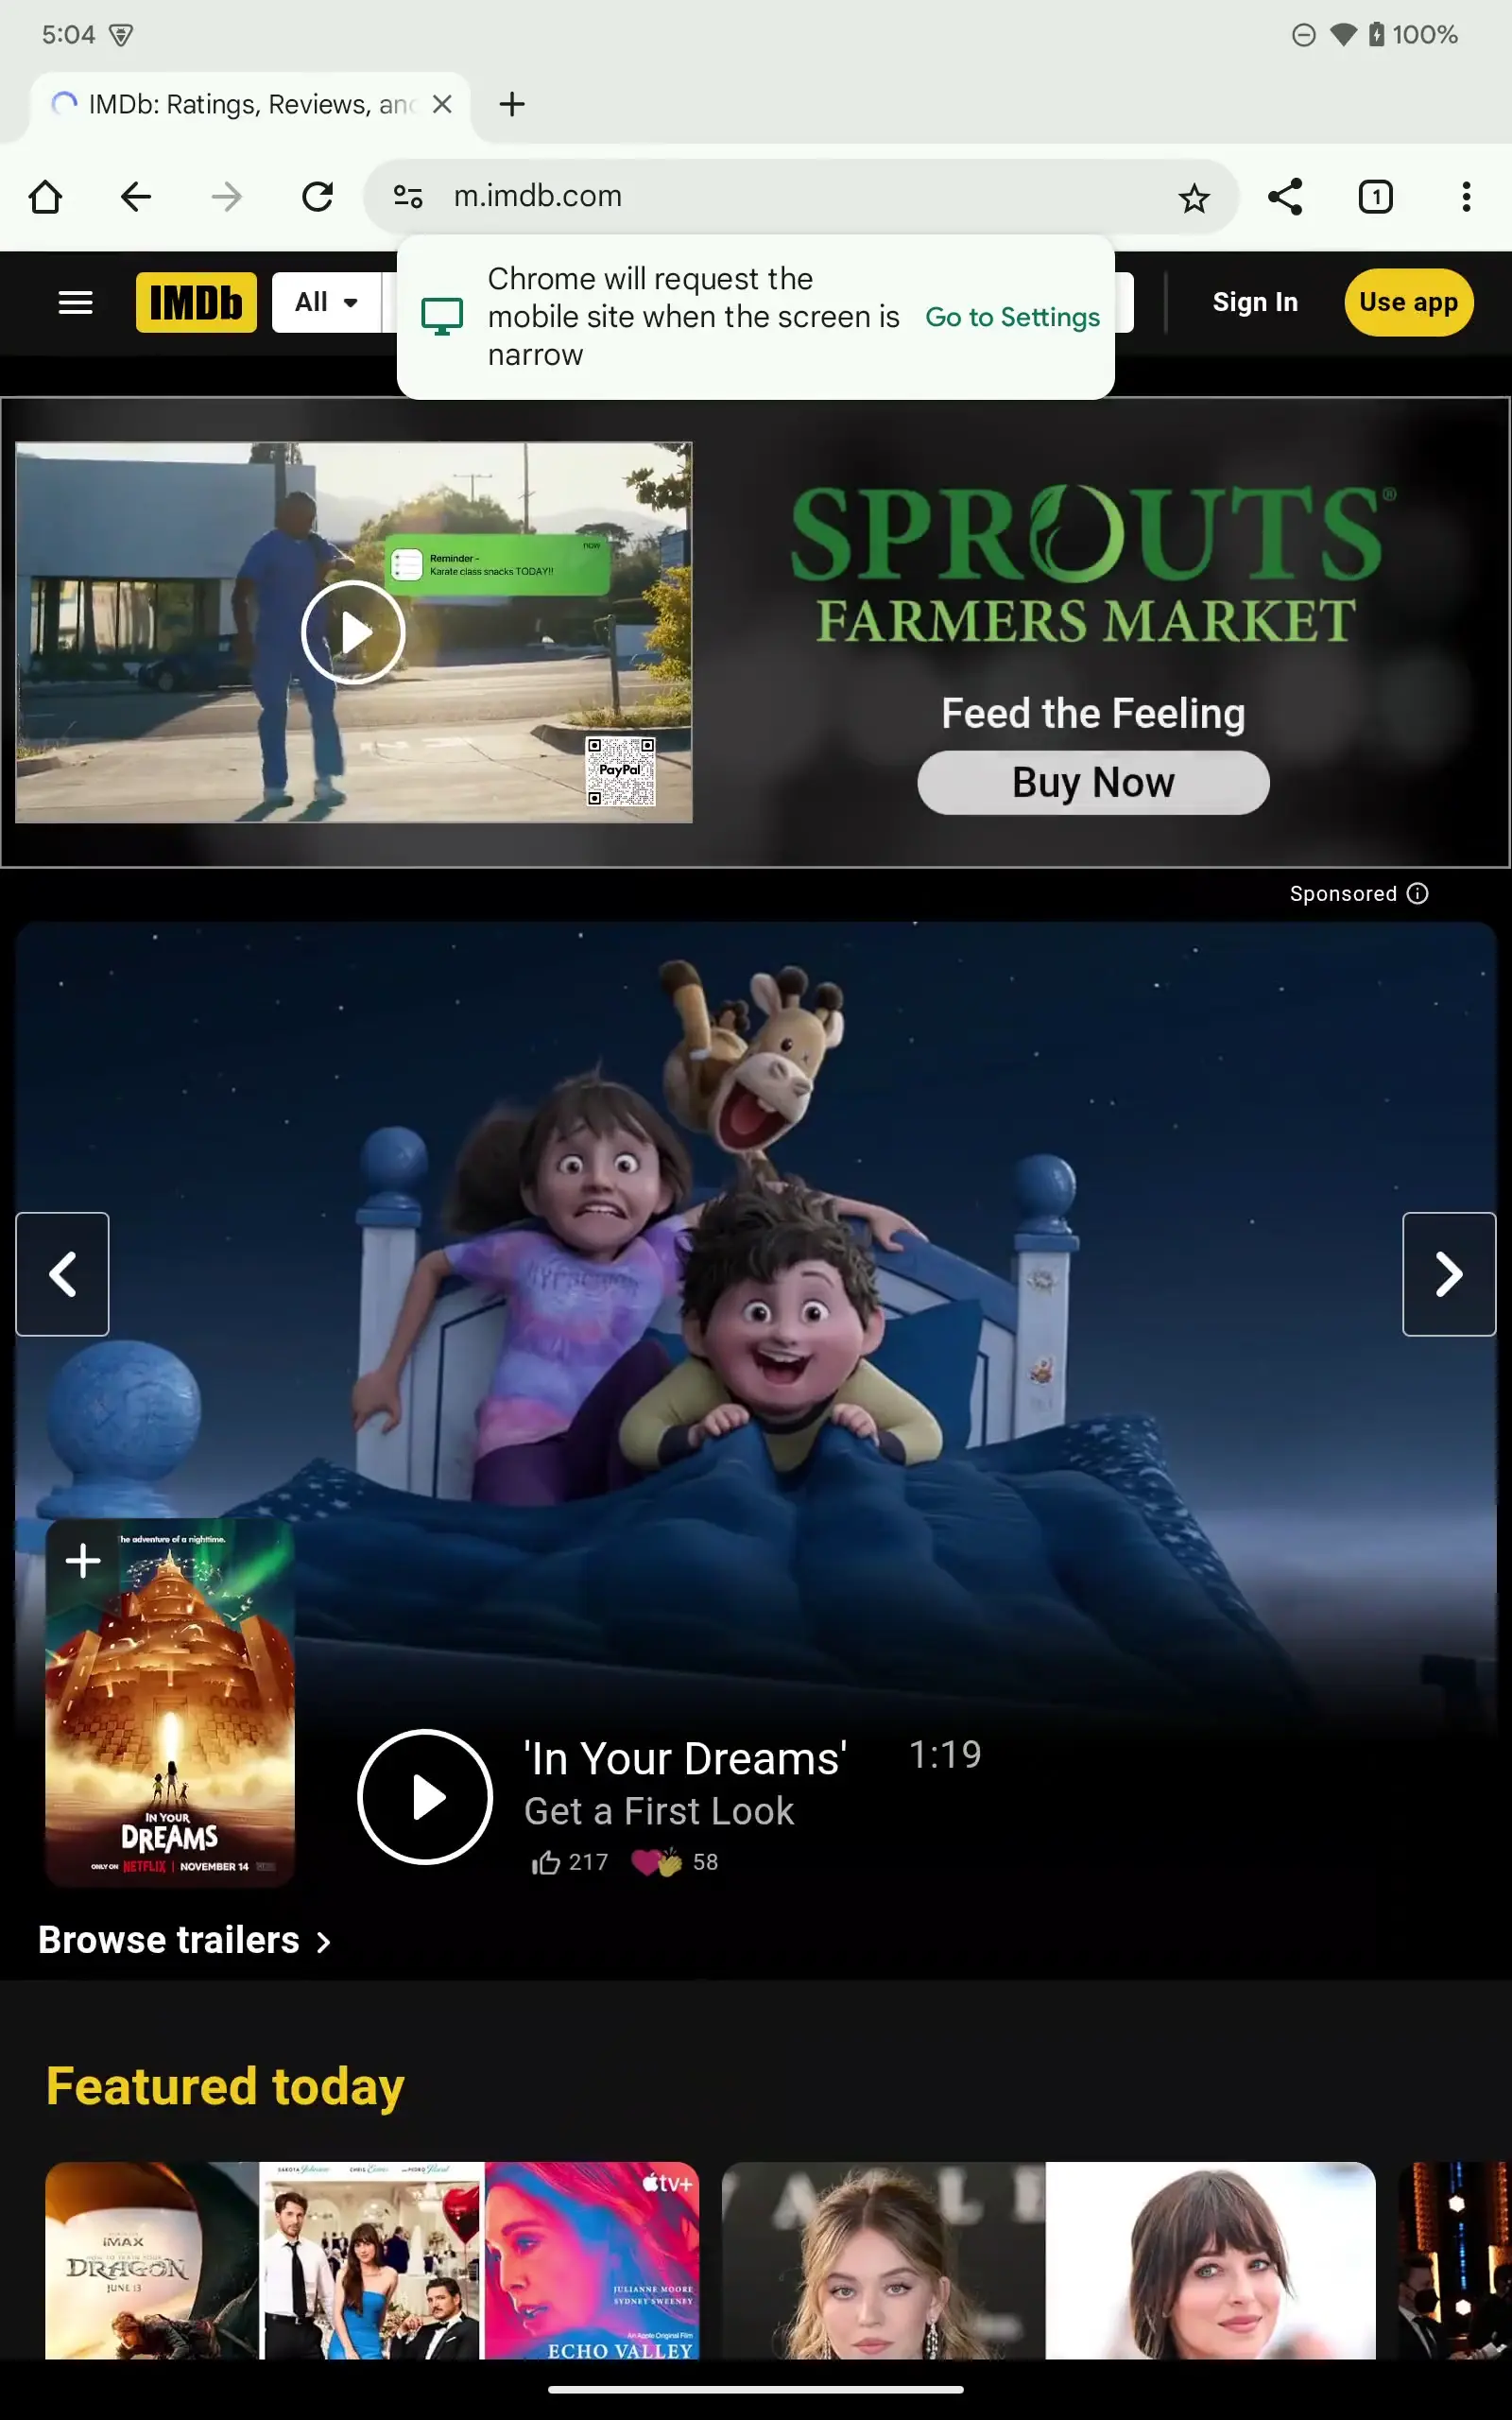 5:04
100%
IMDb: Ratings, Reviews, and
m.imdb.com
1
Chrome will request the
mobile site when the screen is
narrow
Go to Settings
IMDb
All
Sign In
Use app
Reminder -
now
Karate class snacks TODAY!!
PayPal
SPROUTS®
FARMERS MARKET
Feed the Feeling
Buy Now
Sponsored
The adventure of a nighttime.
IN YOUR
DREAMS
ONLY ON NETFLIX | NOVEMBER 14
'In Your Dreams'
1:19
Get a First Look
217
58
Browse trailers
Featured today
IMAX
DRAGON
JUNE 13
tv+
JULIANNE MOORE
SYDNEY SWEENEY
An Apple Original Film
ECHO VALLEY